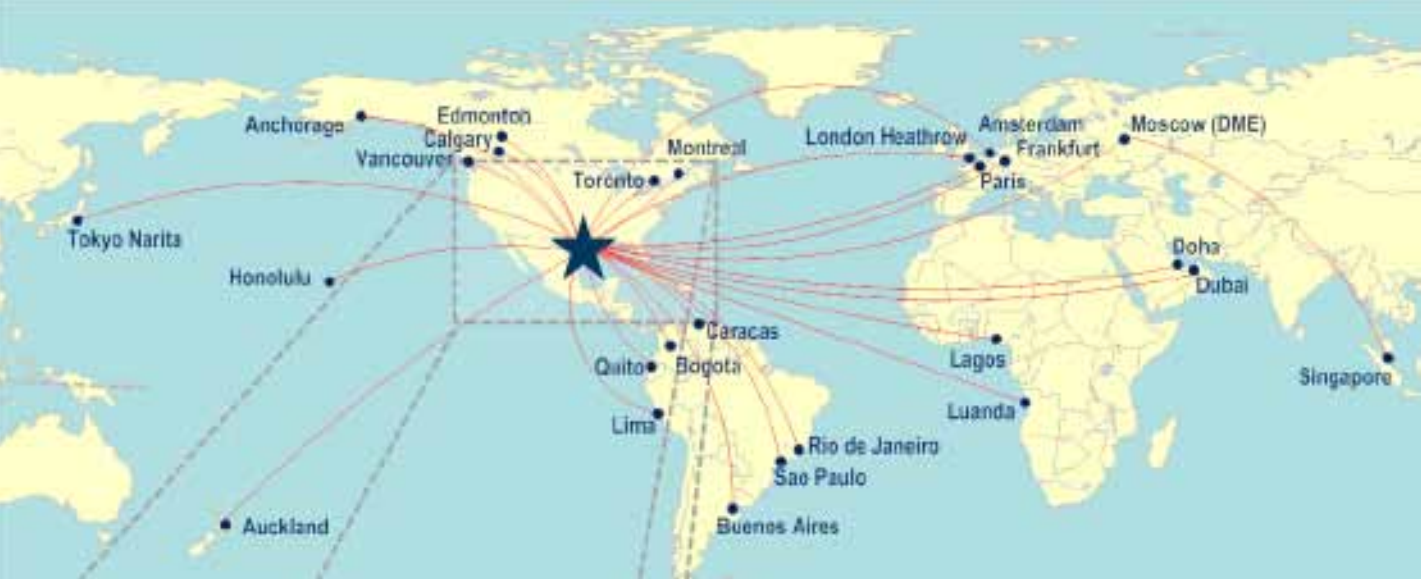 Edmonton
Anchorage
Calgary
Vancouver
Montreal
Toronto
London Heathrow
Amsterdam
Moscow (DME)
Frankfurt
Paris
Tokyo Narita
Honolulu
Doha
Dubai
Caracas
Quito
Bogota
Lagos
Singapore
Lima
Luanda
Rio de Janeiro
Sao Paulo
Auckland
Buenos Aires